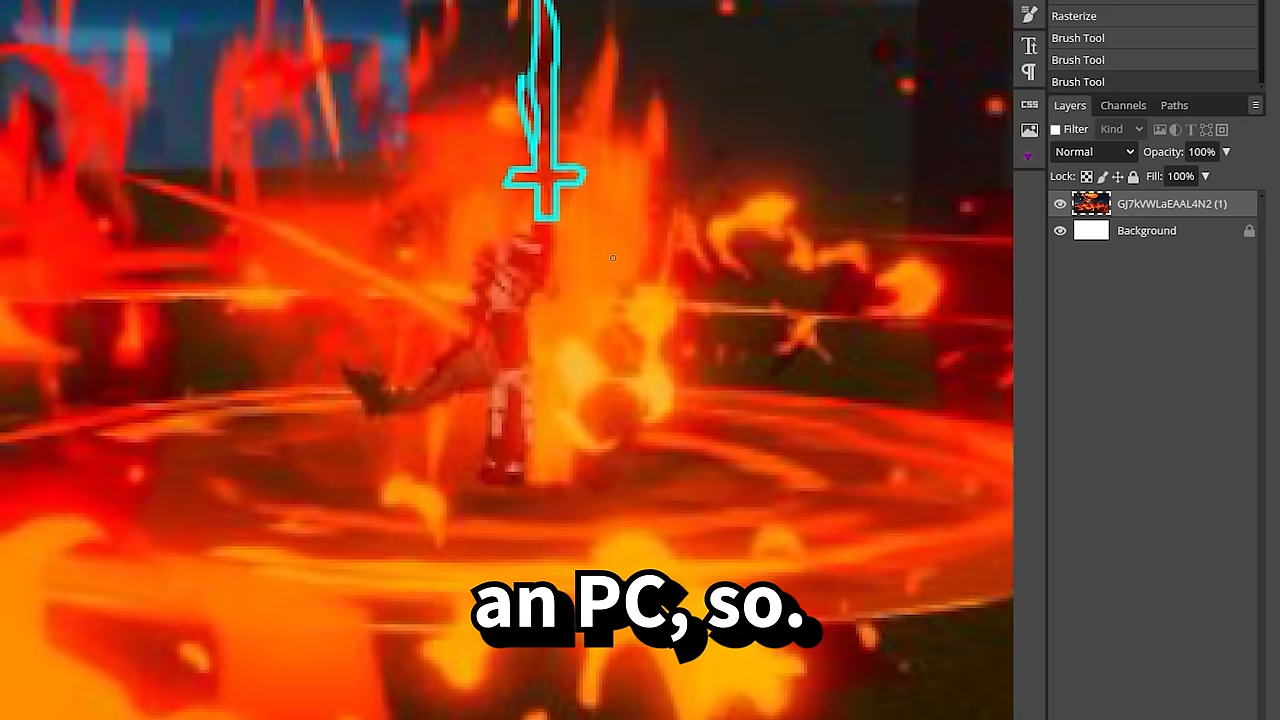 Rasterize
Brush Tool
Brush Tool
Brush Tool
CSS
Layers Channels Paths
Filter Kind
Normal Opacity: 100%
Lock: Fill: 100%
GJ7kVWLaEAAL4N2 (1)
Background
an PC, so.